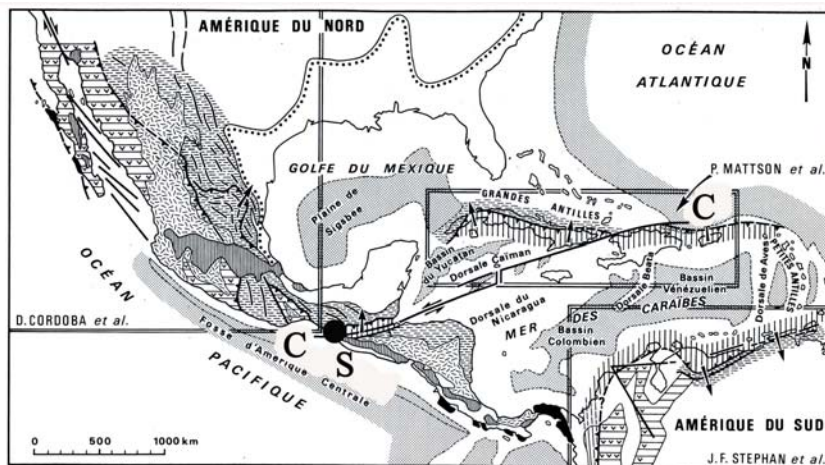 AMÉRIQUE DU NORD
OCÉAN
ATLANTIQUE
N
GOLFE DU MEXIQUE
P. MATTSON et al.
C
Plaine de
Sigsbee
GRANDES ANTILLES
Bassin
du Yucatan
Dorsale Caïman
Dorsale Beata
Bassin
Vénézuelien
Dorsale de Aves
PETITES ANTILLES
OCÉAN
PACIFIQUE
D.CORDOBA et al.
Fosse d'Amérique Centrale
C
S
Dorsale du
Nicaragua
MER
DES
CARAÏBES
Bassin
Colombien
0 500 1000 km
AMÉRIQUE DU SUD
J.F. STEPHAN et al.